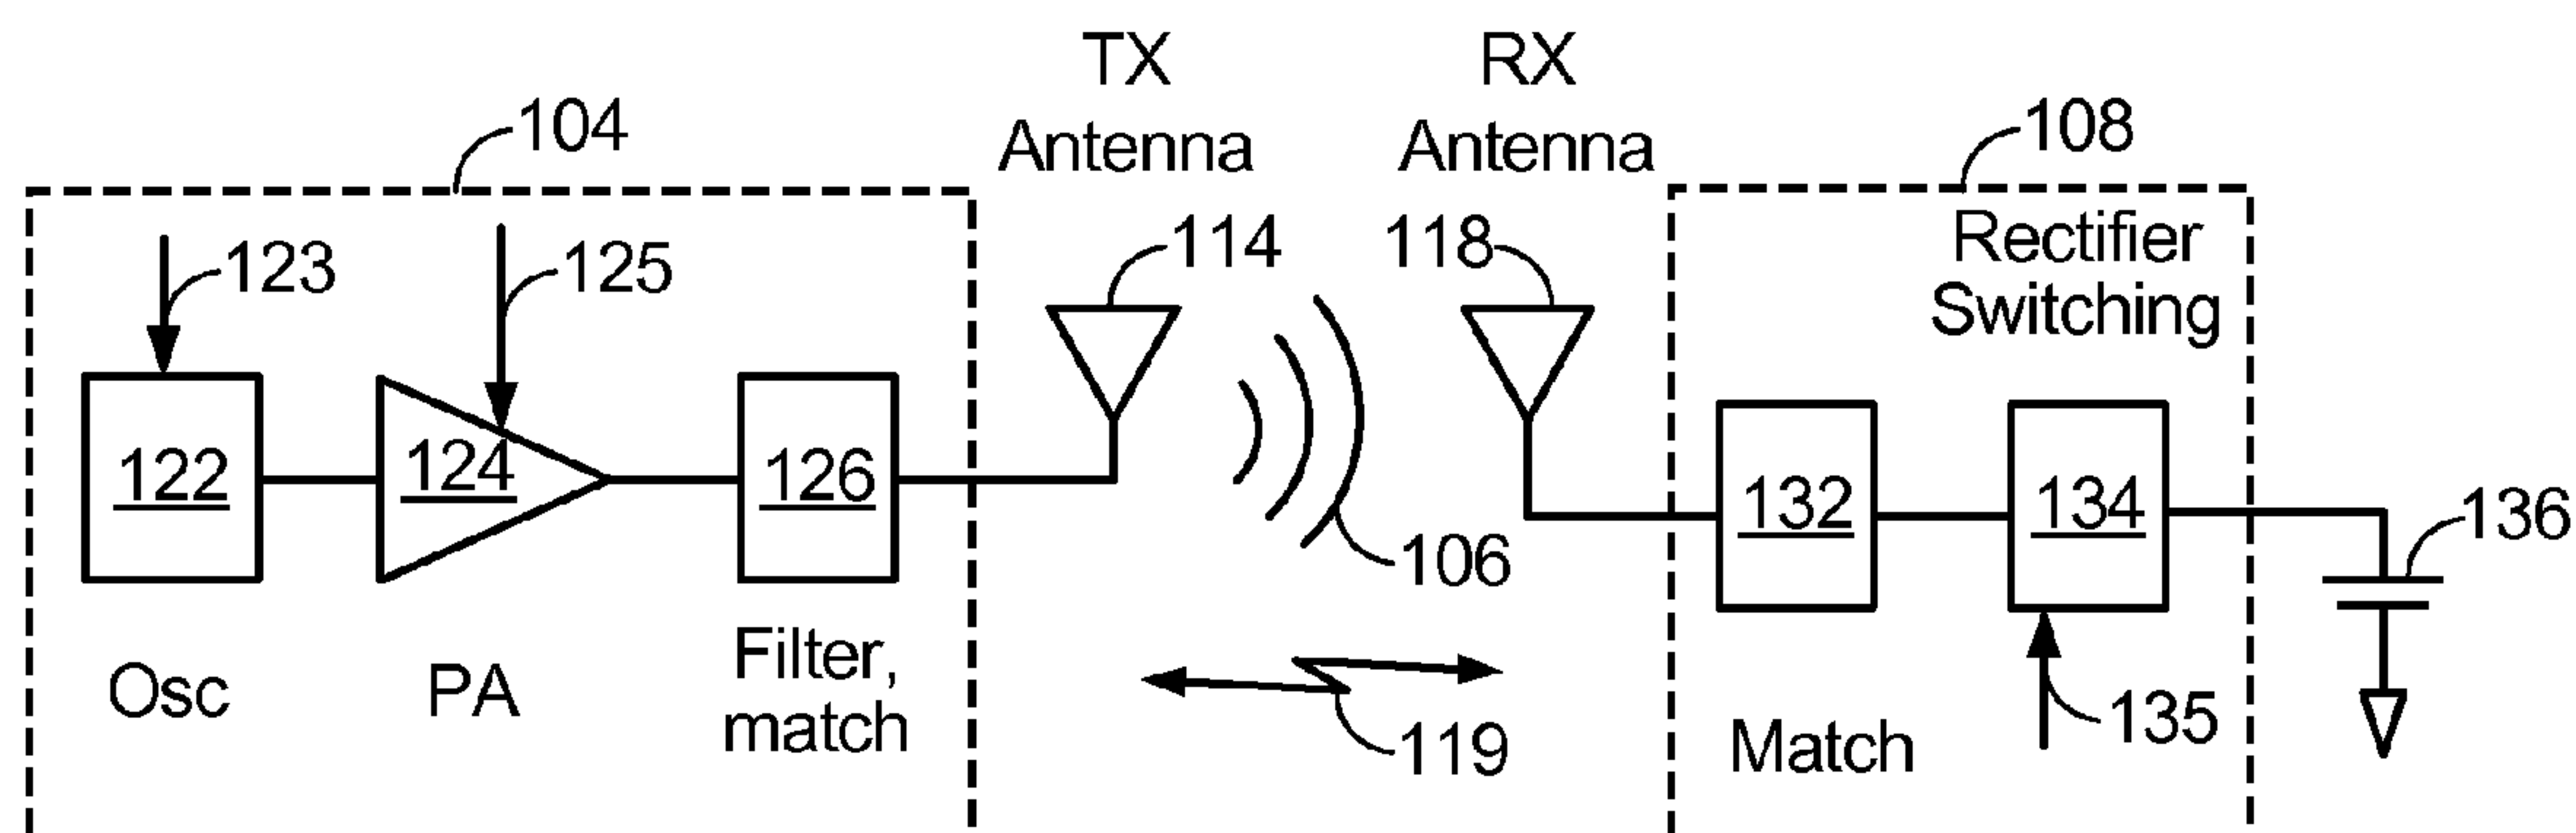 TX
Antenna
RX
Antenna
104
108
Rectifier
Switching
123
125
114
118
122
124
126
132
134
136
106
Osc
PA
Filter,
match
119
Match
135